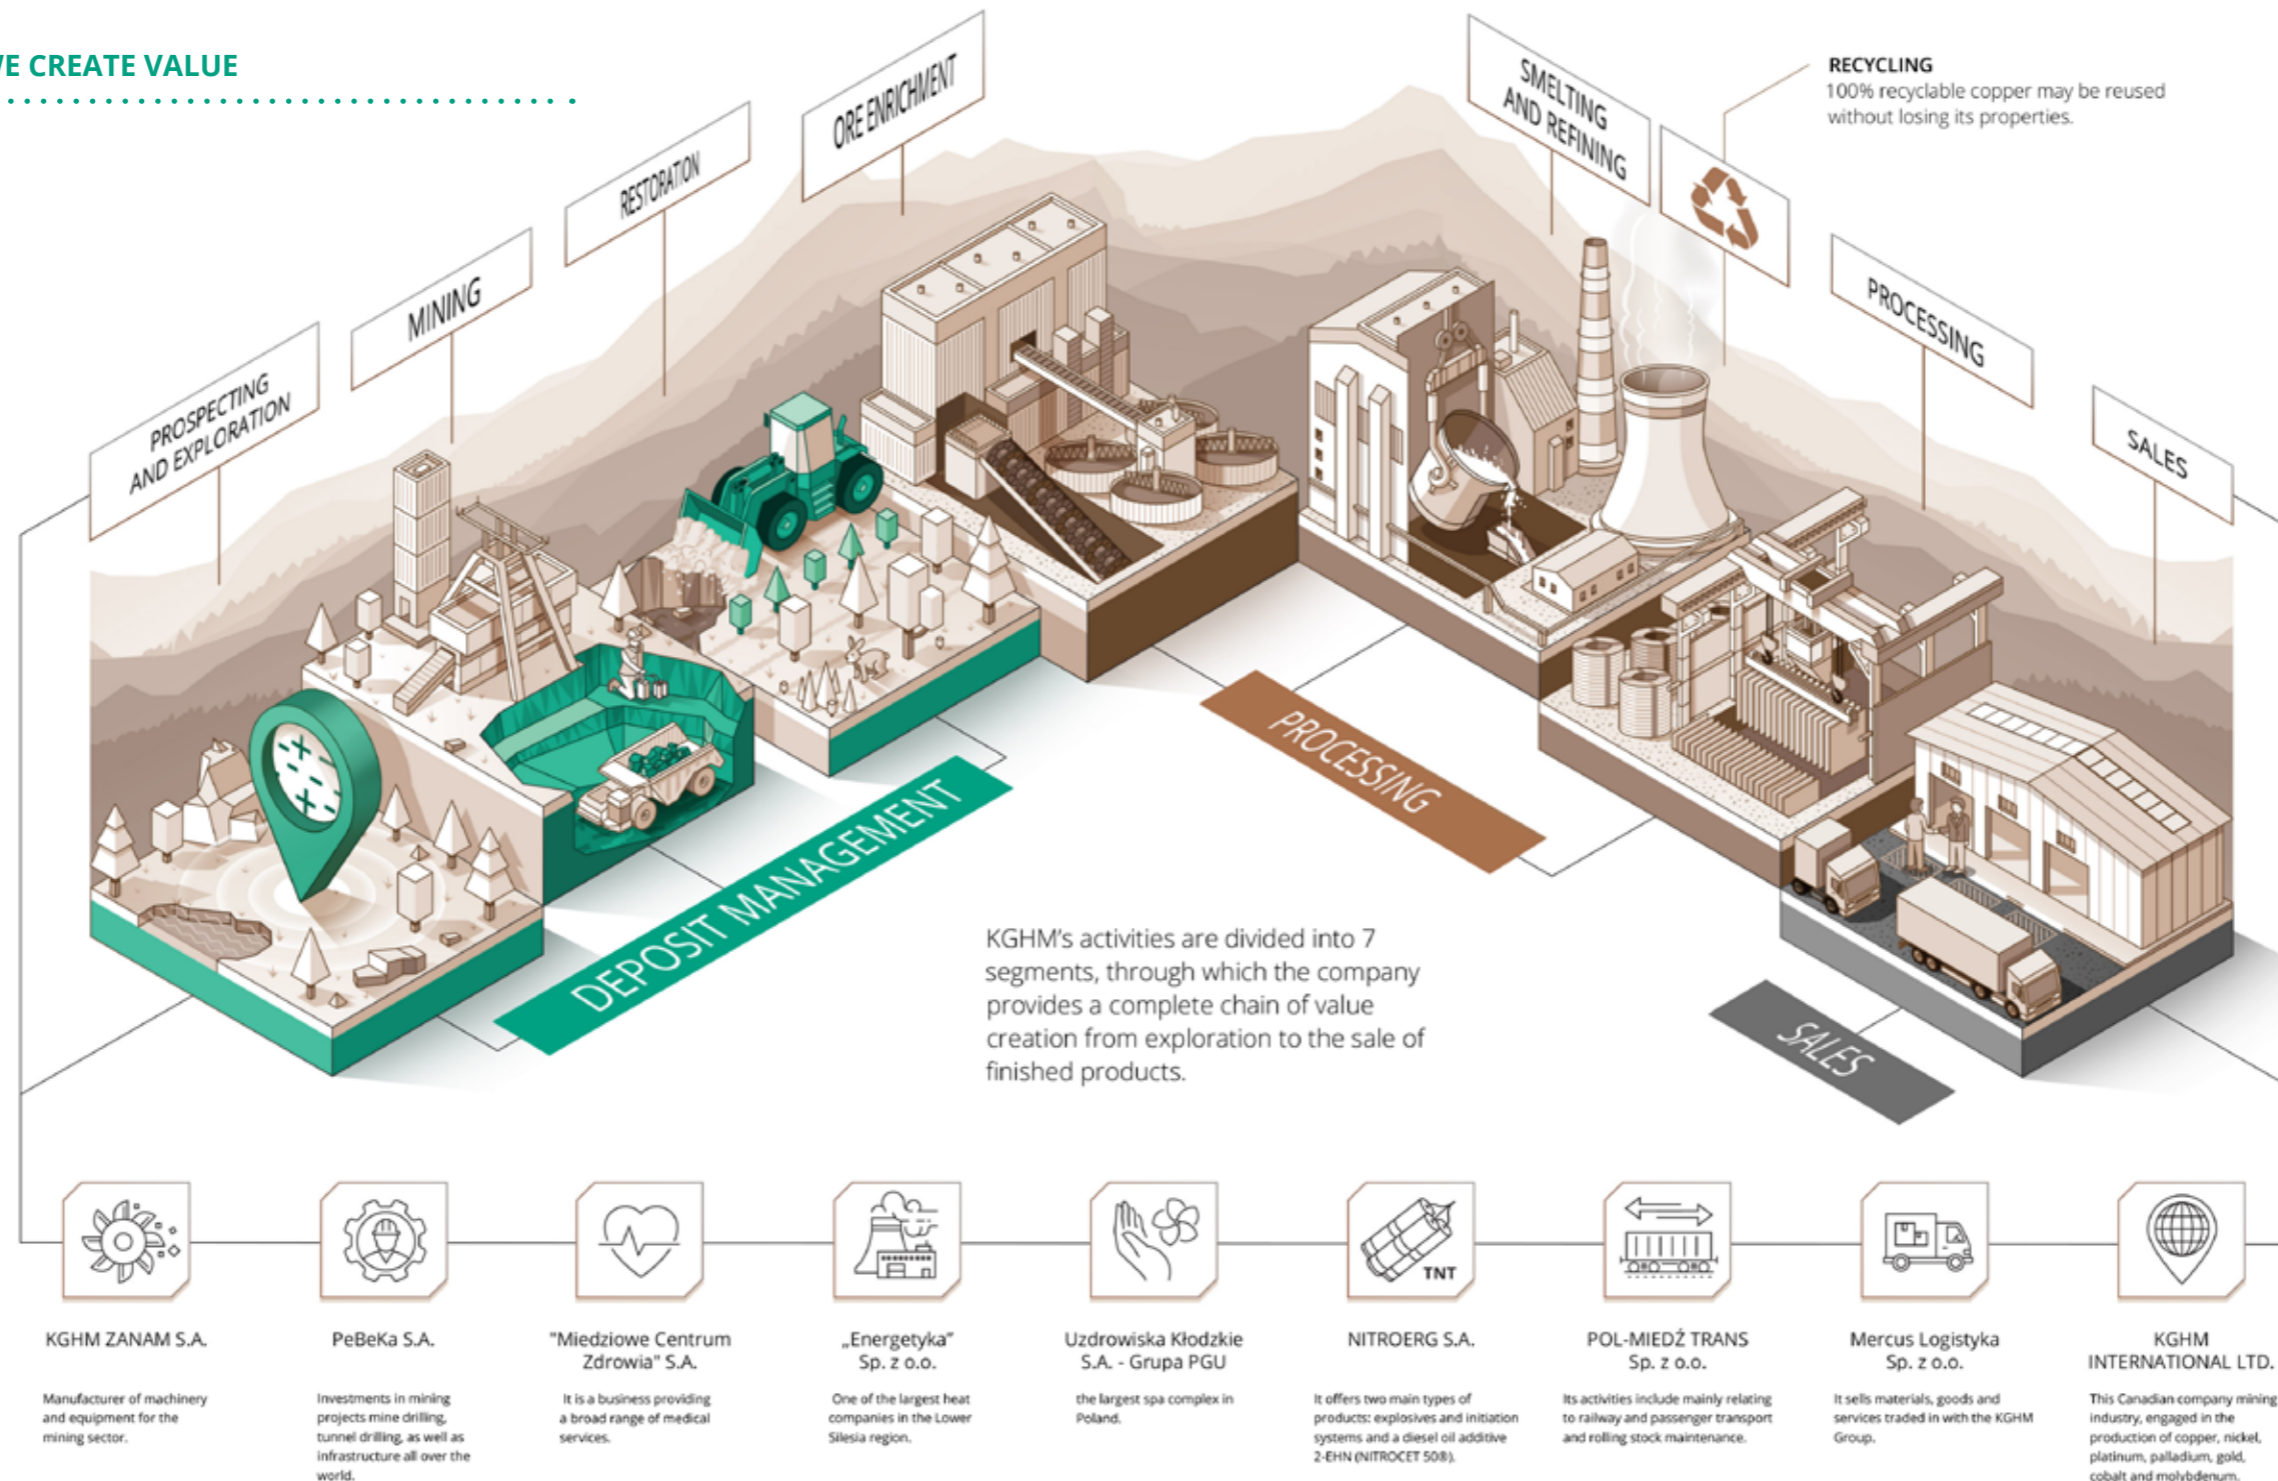 WE CREATE VALUE
PROSPECTING
AND EXPLORATION
MINING
RESTORATION
ORE ENRICHMENT
SMELTING
AND REFINING
RECYCLING
100% recyclable copper may be reused
without losing its properties.
PROCESSING
SALES
DEPOSIT MANAGEMENT
PROCESSING
SALES
KGHM's activities are divided into 7
segments, through which the company
provides a complete chain of value
creation from exploration to the sale of
finished products.
KGHM ZANAM S.A.
Manufacturer of machinery
and equipment for the
mining sector.
PeBeKa S.A.
Investments in mining
projects mine drilling,
tunnel drilling, as well as
infrastructure all over the
world.
"Miedziowe Centrum
Zdrowia" S.A.
It is a business providing
a broad range of medical
services.
„Energetyka"
Sp. z o.o.
One of the largest heat
companies in the Lower
Silesia region.
Uzdrowiska Kłodzkie
S.A. - Grupa PGU
the largest spa complex in
Poland.
TNT
NITROERG S.A.
It offers two main types of
products: explosives and initiation
systems and a diesel oil additive
2-EHN (NITROCET 50®).
POL-MIEDŹ TRANS
Sp. z o.o.
Its activities include mainly relating
to railway and passenger transport
and rolling stock maintenance.
Mercus Logistyka
Sp. z o.o.
It sells materials, goods and
services traded in with the KGHM
Group.
KGHM
INTERNATIONAL LTD.
This Canadian company mining
industry, engaged in the
production of copper, nickel,
platinum, palladium, gold,
cobalt and molybdenum.